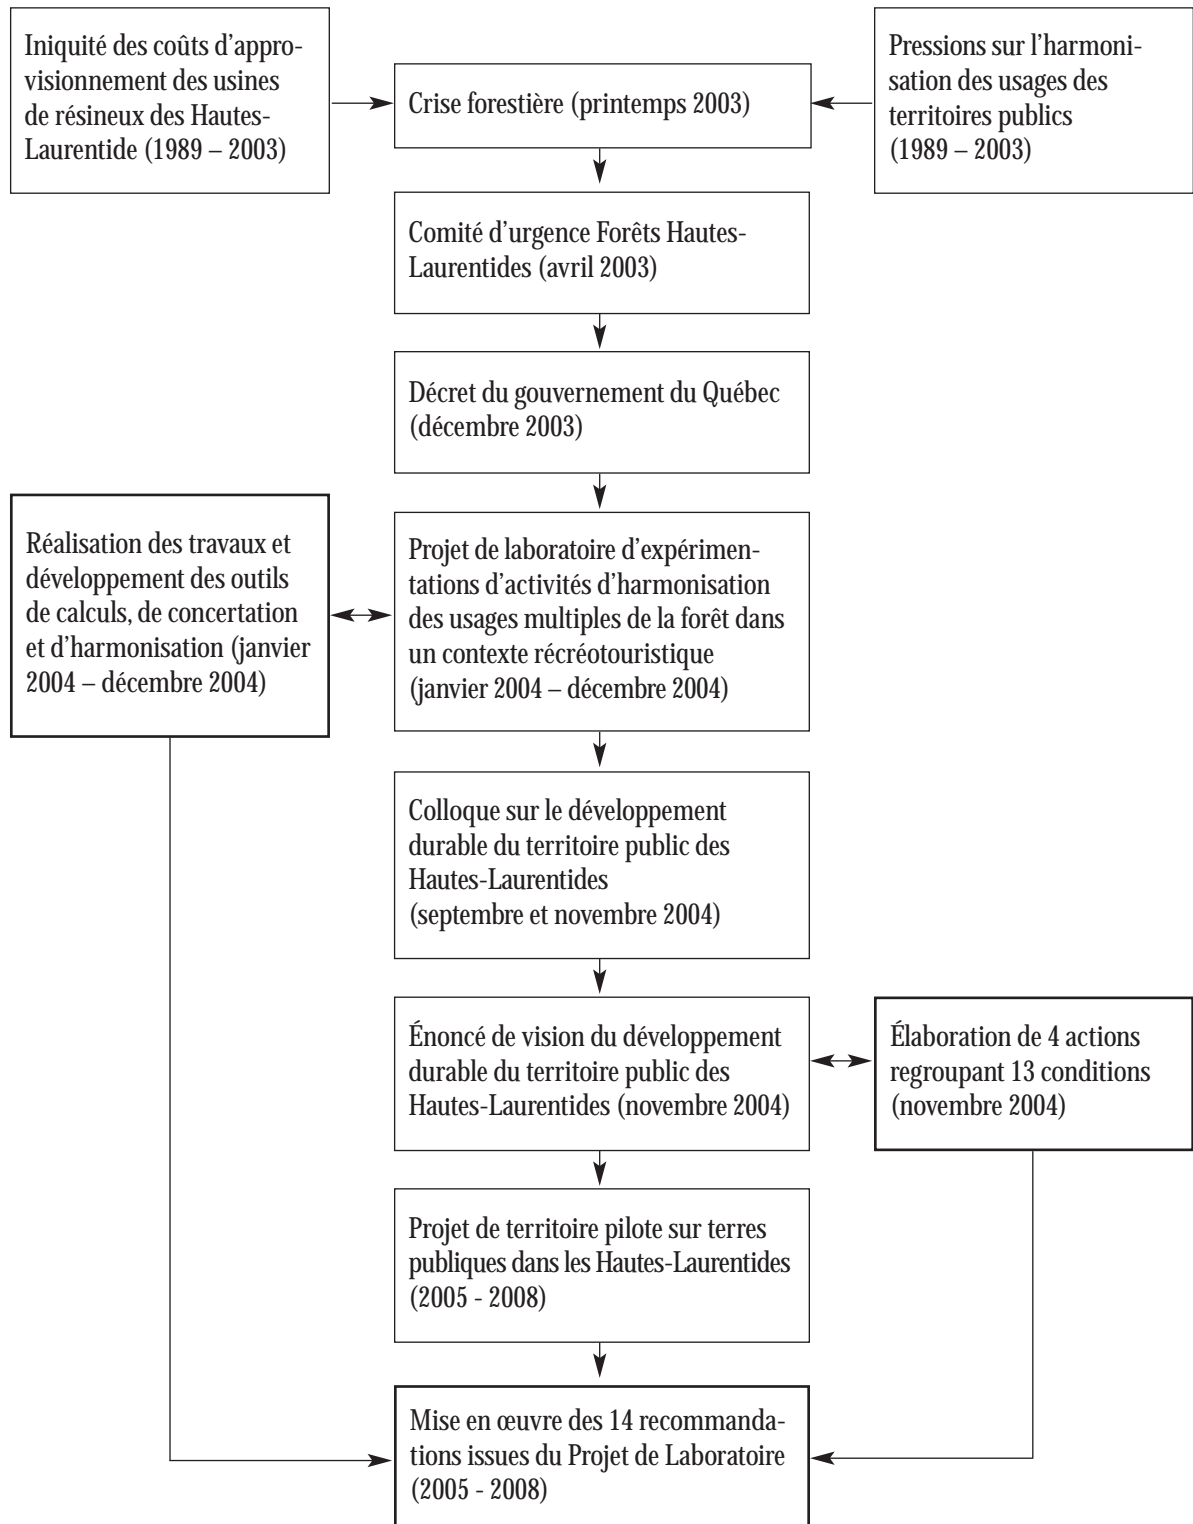 Iniquité des coûts d'appro-
visionnement des usines
de résineux des Hautes-
Laurentide (1989 – 2003)
Crise forestière (printemps 2003)
Pressions sur l'harmoni-
sation des usages des
territoires publics
(1989 – 2003)
Comité d'urgence Forêts Hautes-
Laurentides (avril 2003)
Décret du gouvernement du Québec
(décembre 2003)
Réalisation des travaux et
développement des outils
de calculs, de concertation
et d'harmonisation (janvier
2004 – décembre 2004)
Projet de laboratoire d'expérimen-
tations d'activités d'harmonisation
des usages multiples de la forêt dans
un contexte récréotouristique
(janvier 2004 – décembre 2004)
Colloque sur le développement
durable du territoire public des
Hautes-Laurentides
(septembre et novembre 2004)
Énoncé de vision du développement
durable du territoire public des
Hautes-Laurentides (novembre 2004)
Élaboration de 4 actions
regroupant 13 conditions
(novembre 2004)
Projet de territoire pilote sur terres
publiques dans les Hautes-Laurentides
(2005 - 2008)
Mise en œuvre des 14 recommanda-
tions issues du Projet de Laboratoire
(2005 - 2008)